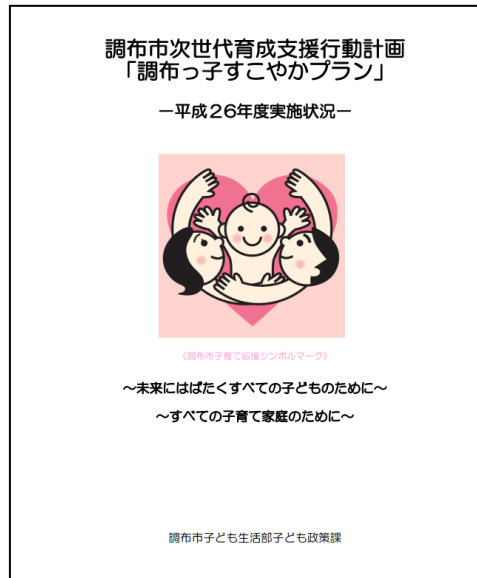 調布市次世代育成支援行動計画
「調布っ子すこやかプラン」
－平成26年度実施状況－
《調布市子育て応援シンボルマーク》
～未来にはばたくすべての子どものために～
～すべての子育て家庭のために～
調布市子ども生活部子ども政策課